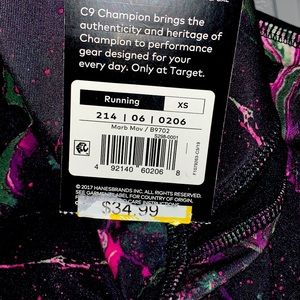 C9 Champion brings the
authenticity and heritage of
Champion to performance
gear designed for your
every day. Only at Target.
Running XS
214 | 06 | 0206
Marb Mov / B9702
S298-0001
4 92140 60206 8
© 2017 HANESBRANDS INC. ALL RIGHTS RESERVED.
SEE GARMENT LABEL FOR COUNTRY OF ORIGIN,
$34.99